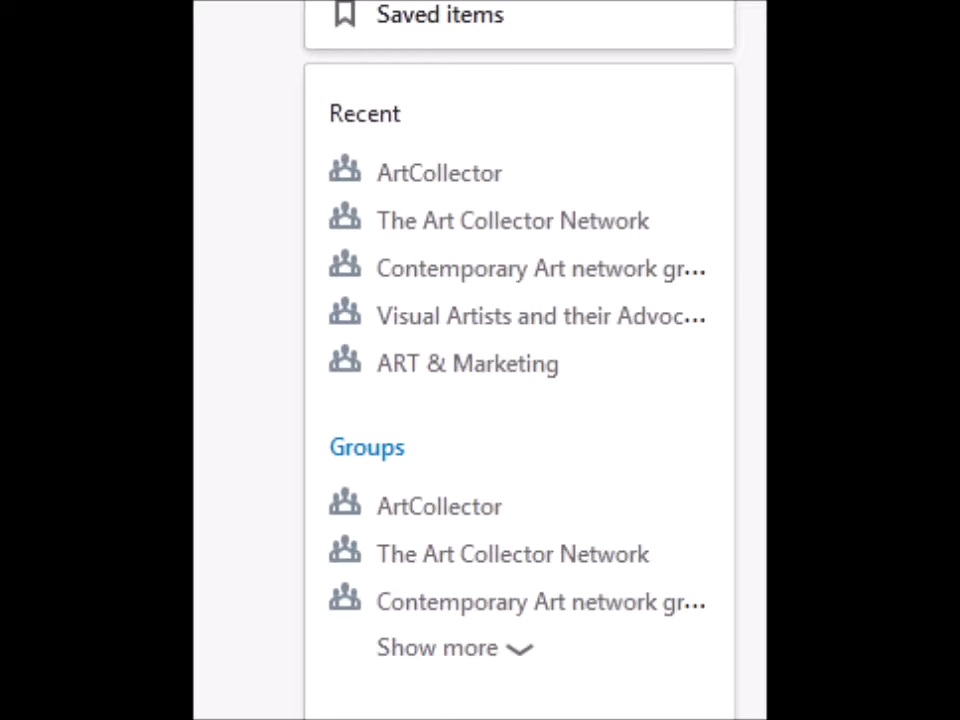 Saved items
Recent
ArtCollector
The Art Collector Network
Contemporary Art network gr...
Visual Artists and their Advoc...
ART & Marketing
Groups
ArtCollector
The Art Collector Network
Contemporary Art network gr...
Show more